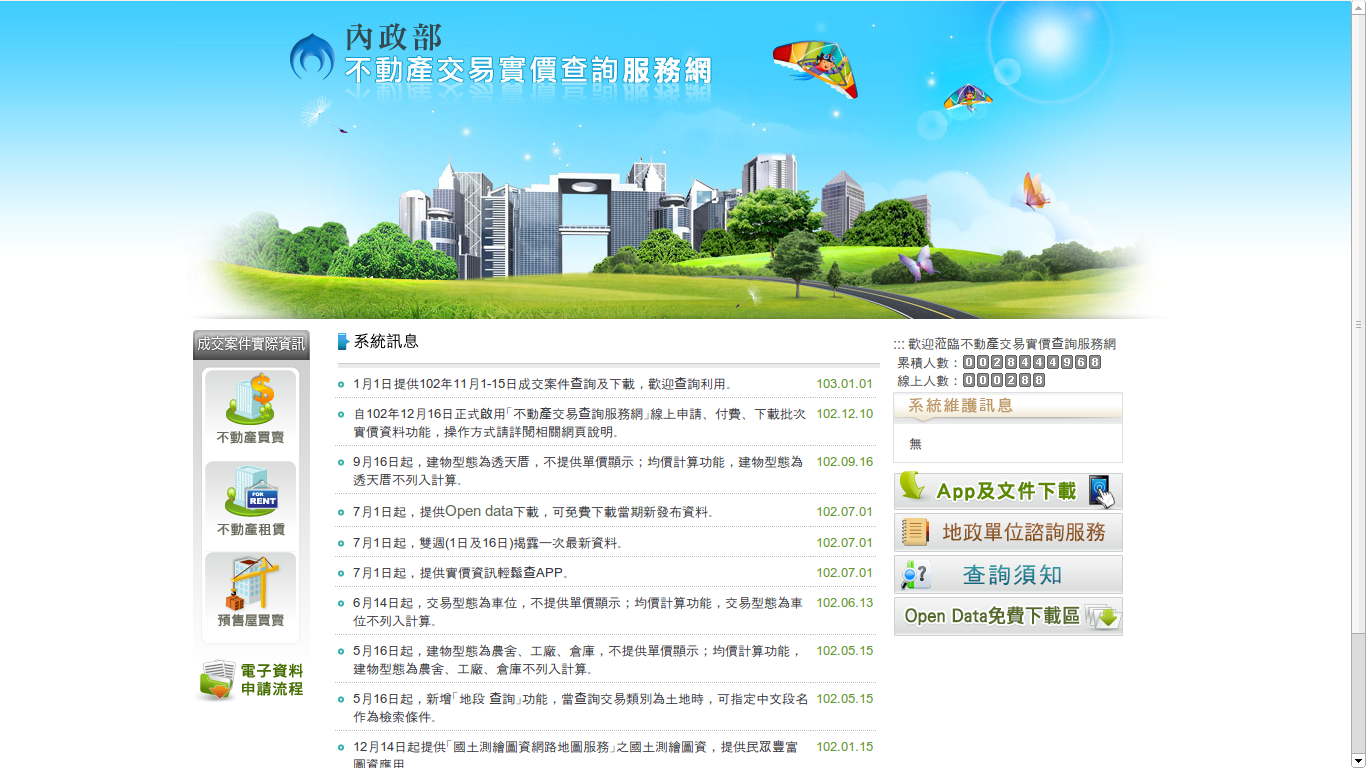 內政部
不動產交易實價查詢服務網
成交案件實際資訊
不動產買賣
FOR
RENT
不動產租賃
預售屋買賣
電子資料
申請流程
系統訊息
1月1日提供102年11月1-15日成交案件查詢及下載，歡迎查詢利用。 103.01.01
自102年12月16日正式啟用「不動產交易查詢服務網」線上申請、付費、下載批次 102.12.10
實價資料功能，操作方式請詳閱相關網頁說明。
9月16日起，建物型態為透天厝，不提供單價顯示；均價計算功能，建物型態為 102.09.16
透天厝不列入計算。
7月1日起，提供Open data下載，可免費下載當期新發布資料。 102.07.01
7月1日起，雙週(1日及16日)揭露一次最新資料。 102.07.01
7月1日起，提供實價資訊輕鬆查APP。 102.07.01
6月14日起，交易型態為車位，不提供單價顯示；均價計算功能，交易型態為車 102.06.13
位不列入計算。
5月16日起，建物型態為農舍、工廠、倉庫，不提供單價顯示；均價計算功能， 102.05.15
建物型態為農舍、工廠、倉庫不列入計算。
5月16日起，新增「地段 查詢」功能，當查詢交易類別為土地時，可指定中文段名 102.05.15
作為檢索條件。
12月14日起提供「國土測繪圖資網路地圖服務」之國土測繪圖資，提供民眾豐富 102.01.15
圖資應用
::: 歡迎蒞臨不動產交易實價查詢服務網
累積人數：0028444968
線上人數：000288
系統維護訊息
無
App及文件下載
地政單位諮詢服務
查詢須知
Open Data免費下載區